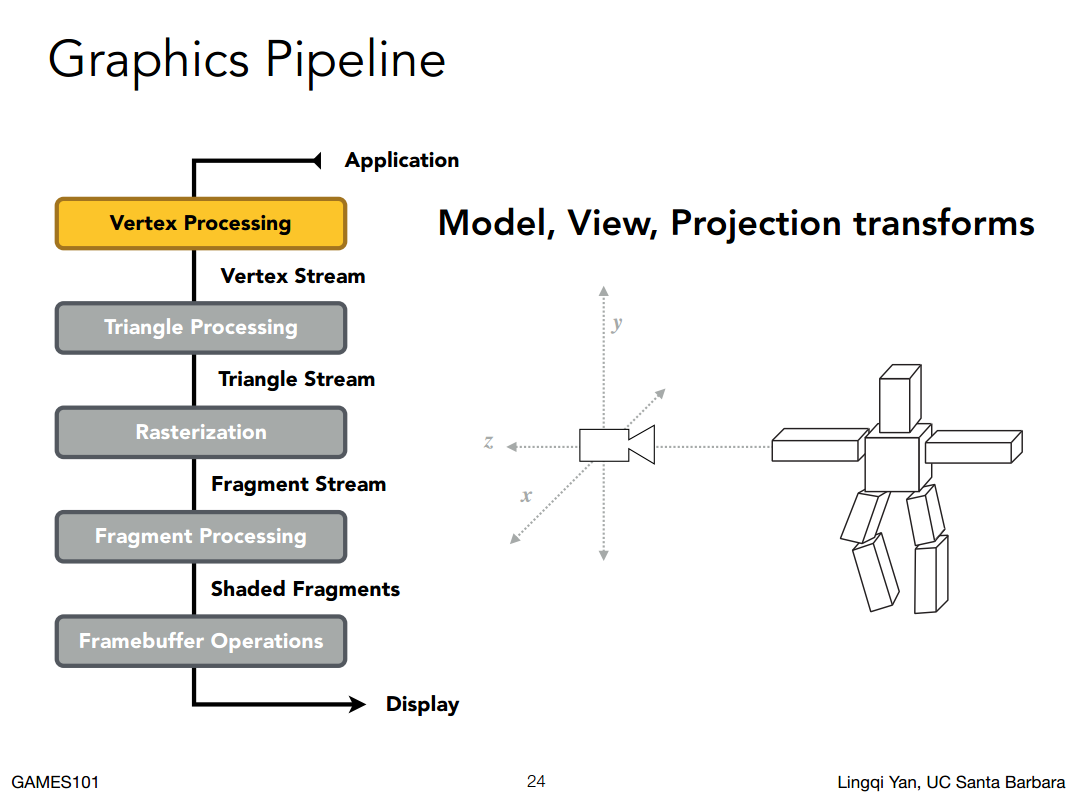 Graphics Pipeline
Application
Vertex Processing
Model, View, Projection transforms
Vertex Stream
Triangle Processing
Triangle Stream
Rasterization
Fragment Stream
Fragment Processing
Shaded Fragments
Framebuffer Operations
Display
y
z
x
GAMES101
24
Lingqi Yan, UC Santa Barbara